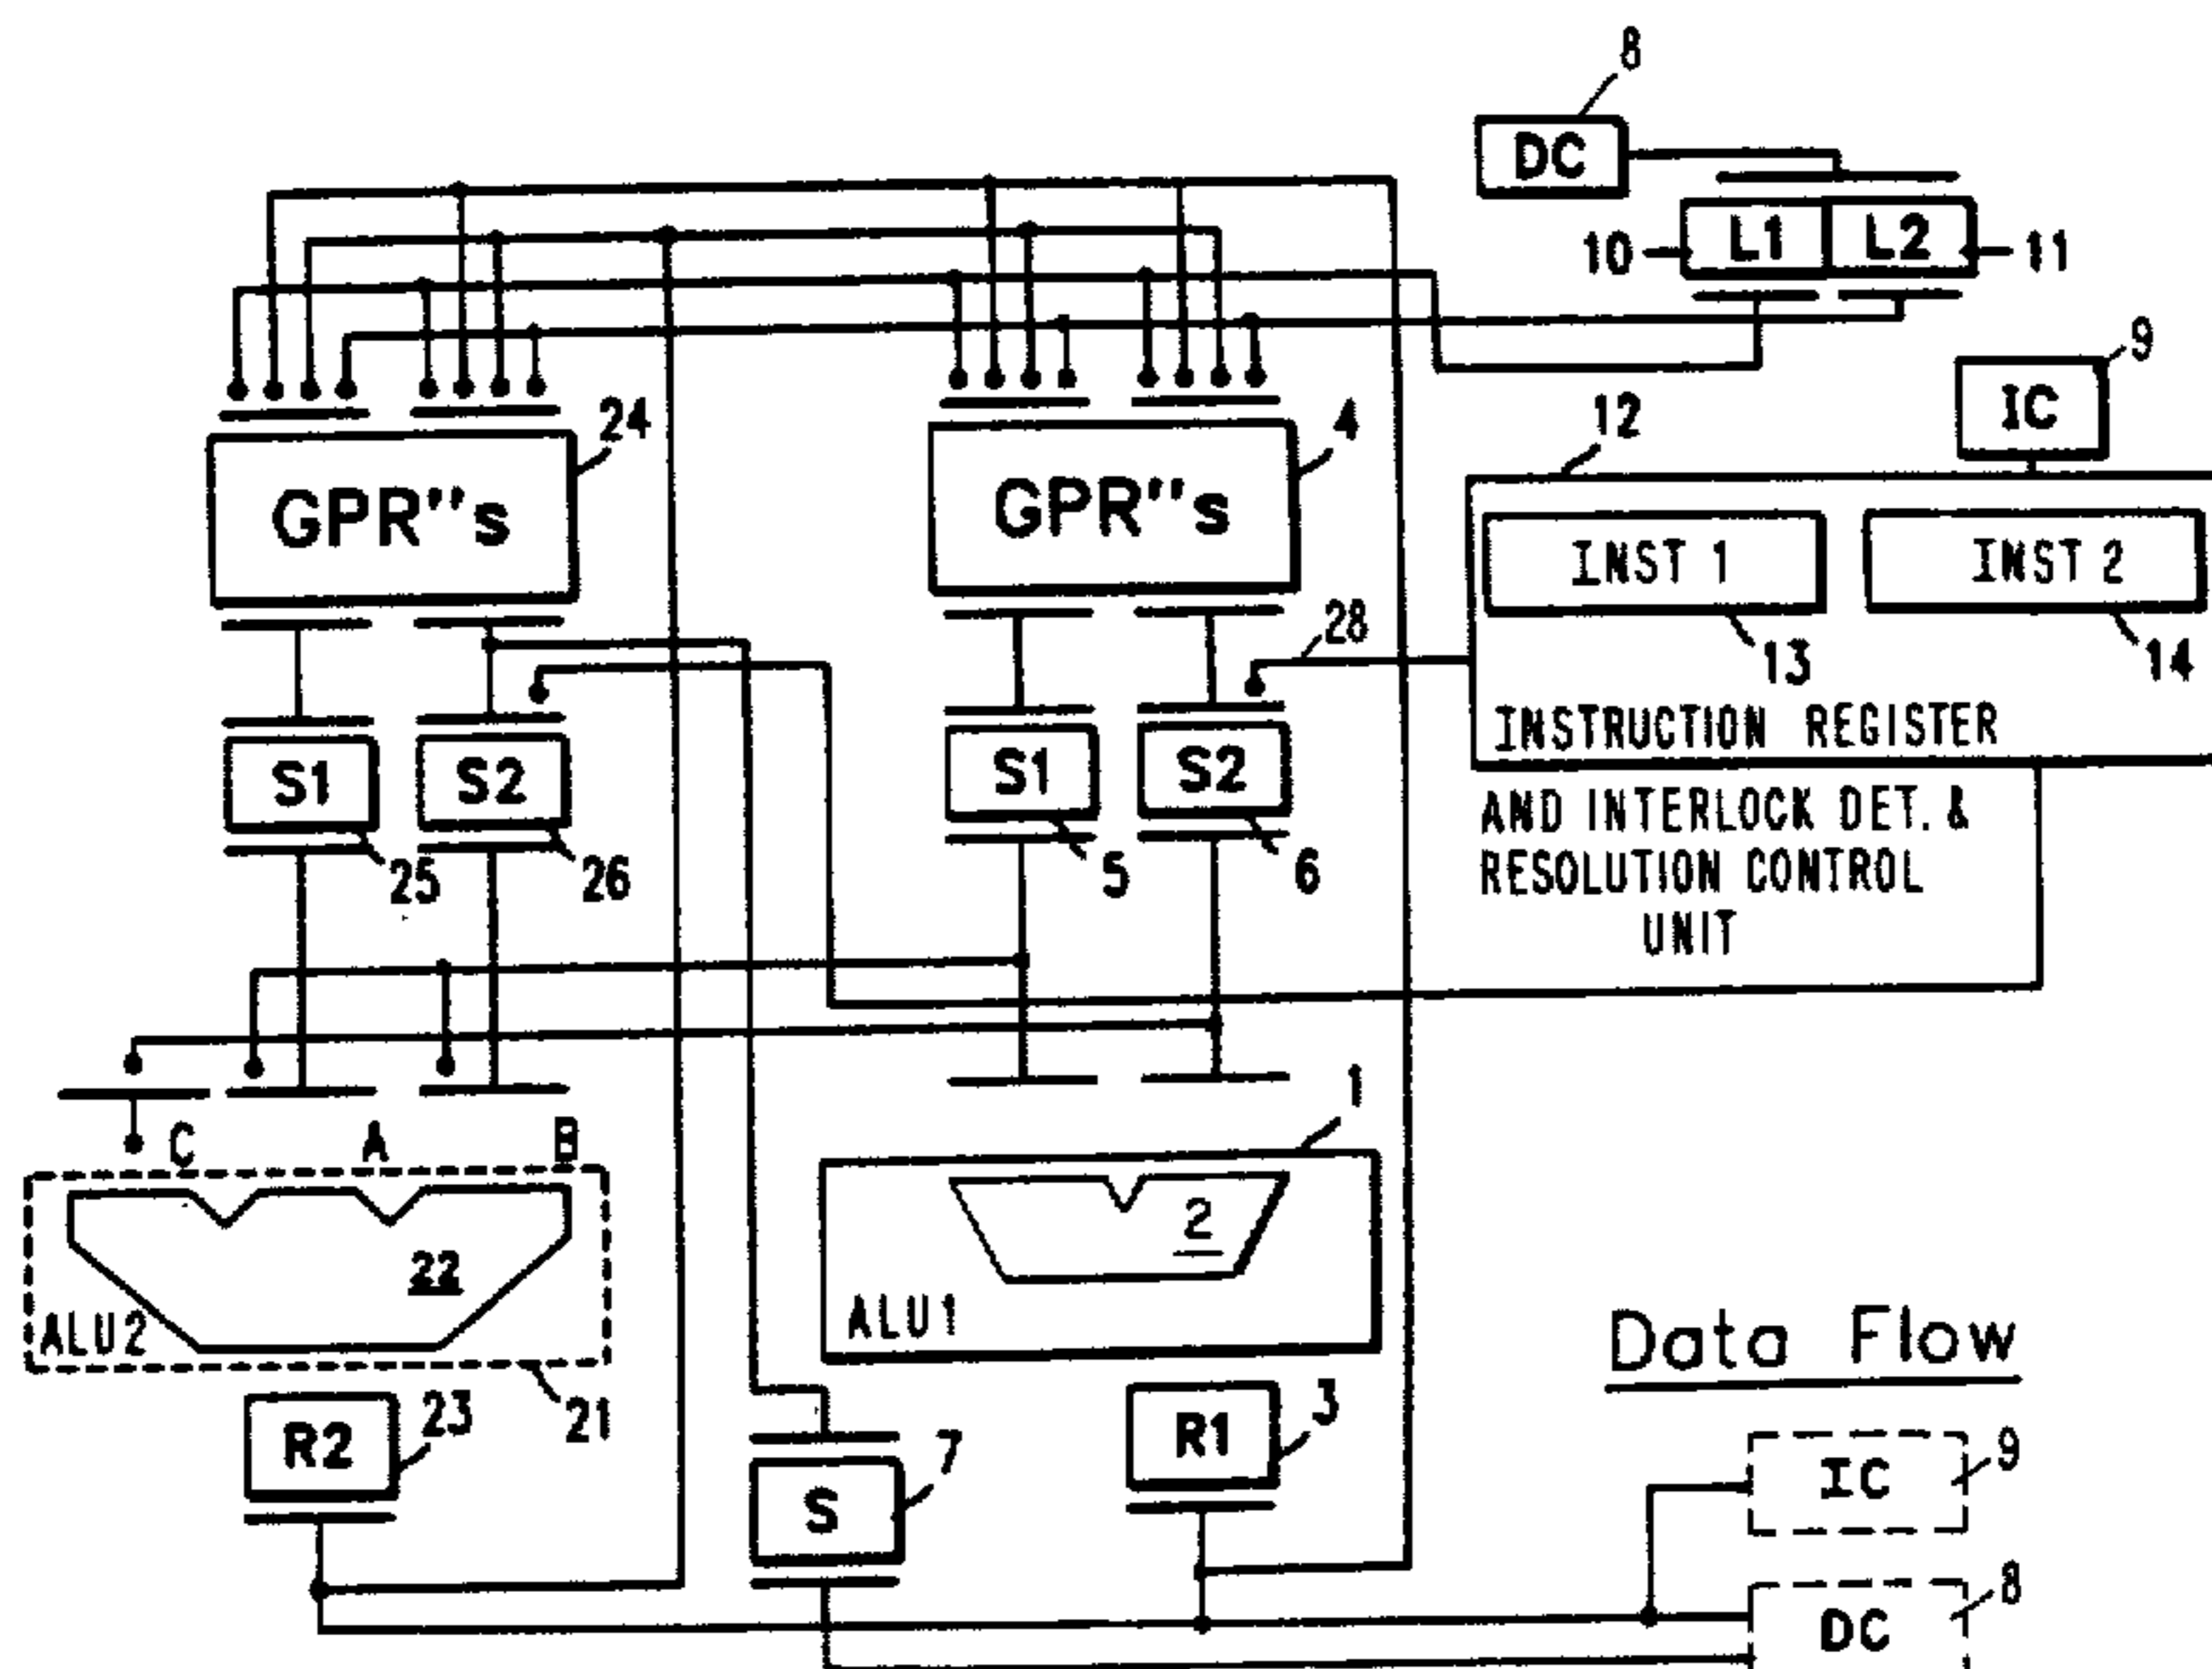 8
DC
L1 L2
10 11
9
IC
24 4 12
GPR"s GPR"s
INST 1 INST 2
28 13 14
INSTRUCTION REGISTER
AND INTERLOCK DET. &
RESOLUTION CONTROL
UNIT
S1 S2 S1 S2
25 26 5 6
C A B
1
2
22
ALU2 ALU1
Data Flow
R2 23 21 R1 3
S 7
IC 9
DC 8